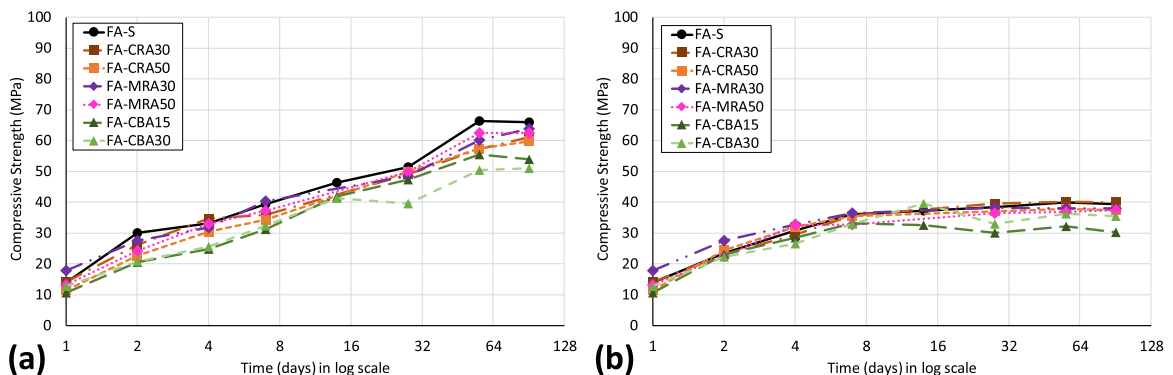 100
90
80
70
60
50
40
30
20
10
0
Compressive Strength (MPa)
FA-S
FA-CRA30
FA-CRA50
FA-MRA30
FA-MRA50
FA-CBA15
FA-CBA30
1 2 4 8 16 32 64 128
Time (days) in log scale
(a)
100
90
80
70
60
50
40
30
20
10
0
Compressive Strength (MPa)
FA-S
FA-CRA30
FA-CRA50
FA-MRA30
FA-MRA50
FA-CBA15
FA-CBA30
1 2 4 8 16 32 64 128
Time (days) in log scale
(b)